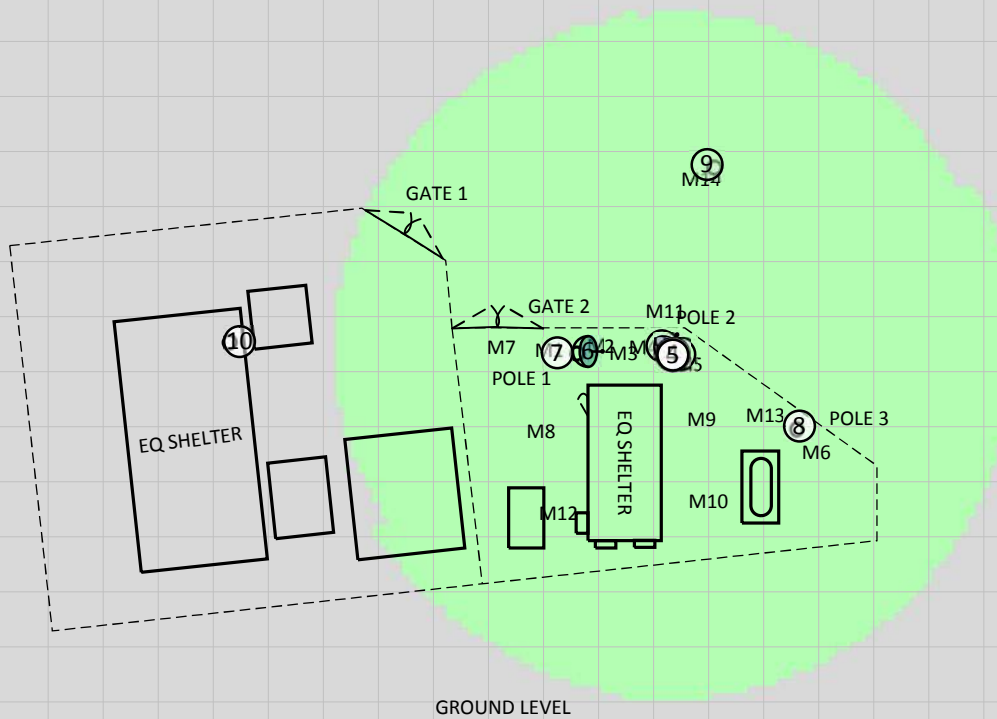 9
M14
GATE 1
GATE 2
M11
POLE 2
10
M7
7
6
M3
5
POLE 1
EQ SHELTER
EQ SHELTER
M8
M9
M13
8
POLE 3
M6
M12
M10
GROUND LEVEL